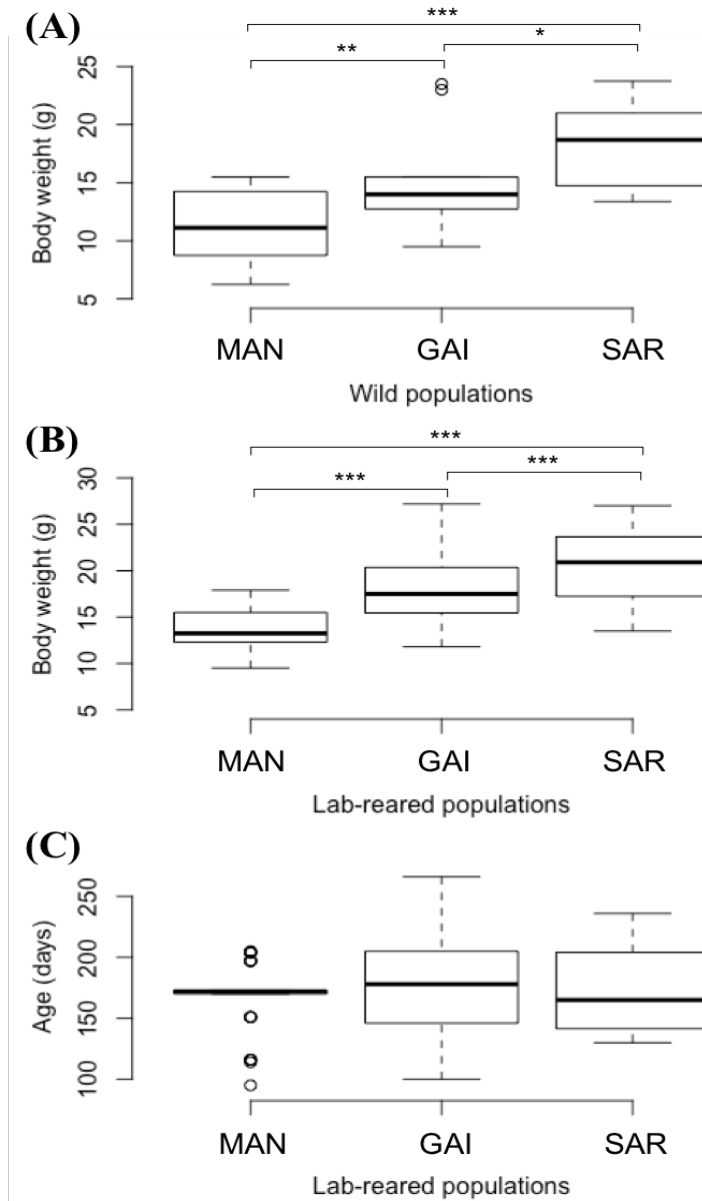 (A)
***
** *
Body weight (g)
25
20
15
10
5
MAN GAI SAR
Wild populations
(B)
***
*** ***
Body weight (g)
30
25
20
15
10
5
MAN GAI SAR
Lab-reared populations
(C)
Age (days)
250
200
150
100
MAN GAI SAR
Lab-reared populations